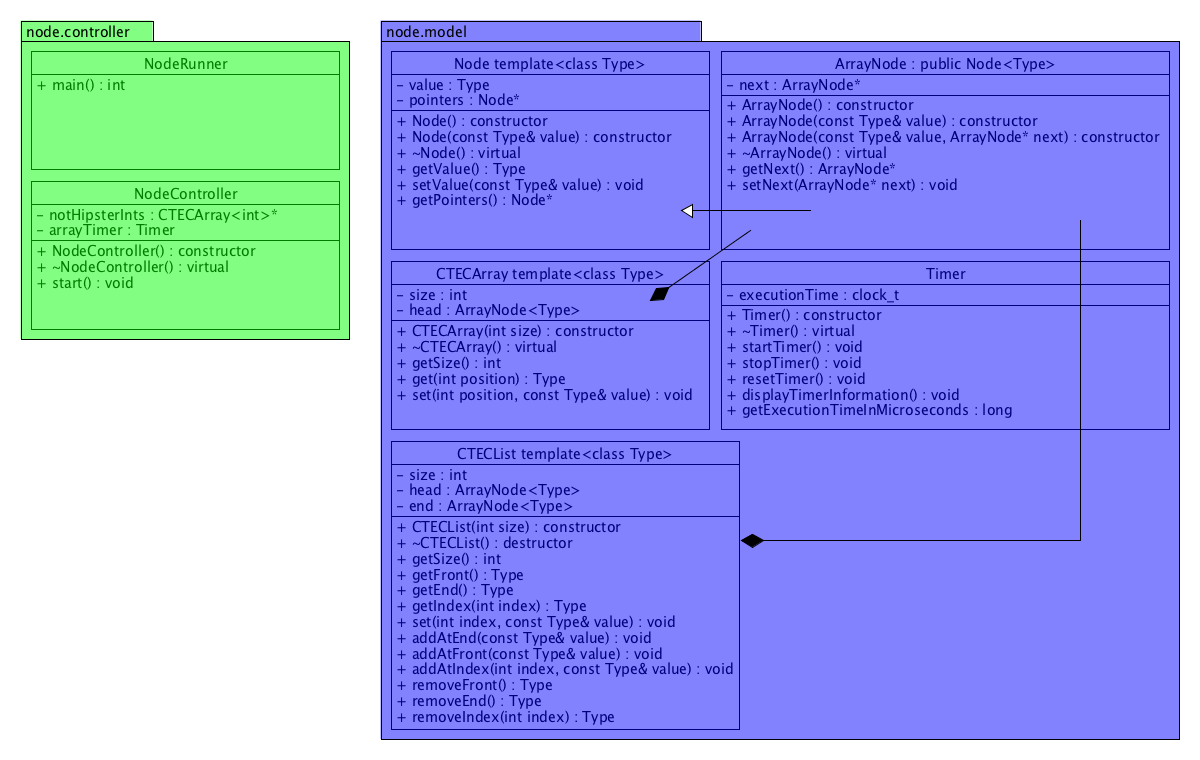 node.controller
NodeRunner
+ main() : int
NodeController
– notHipsterInts : CTECArray<int>*
– arrayTimer : Timer
+ NodeController() : constructor
+ ~NodeController() : virtual
+ start() : void
node.model
Node template<class Type>
– value : Type
– pointers : Node*
+ Node() : constructor
+ Node(const Type& value) : constructor
+ ~Node() : virtual
+ getValue() : Type
+ setValue(const Type& value) : void
+ getPointers() : Node*
ArrayNode : public Node<Type>
– next : ArrayNode*
+ ArrayNode() : constructor
+ ArrayNode(const Type& value) : constructor
+ ArrayNode(const Type& value, ArrayNode* next) : constructor
+ ~ArrayNode() : virtual
+ getNext() : ArrayNode*
+ setNext(ArrayNode* next) : void
CTECArray template<class Type>
– size : int
– head : ArrayNode<Type>
+ CTECArray(int size) : constructor
+ ~CTECArray() : virtual
+ getSize() : int
+ get(int position) : Type
+ set(int position, const Type& value) : void
Timer
– executionTime : clock_t
+ Timer() : constructor
+ ~Timer() : virtual
+ startTimer() : void
+ stopTimer() : void
+ resetTimer() : void
+ displayTimerInformation() : void
+ getExecutionTimeInMicroseconds : long
CTECList template<class Type>
– size : int
– head : ArrayNode<Type>
– end : ArrayNode<Type>
+ CTECList(int size) : constructor
+ ~CTECList() : destructor
+ getSize() : int
+ getFront() : Type
+ getEnd() : Type
+ getIndex(int index) : Type
+ set(int index, const Type& value) : void
+ addAtEnd(const Type& value) : void
+ addAtFront(const Type& value) : void
+ addAtIndex(int index, const Type& value) : void
+ removeFront() : Type
+ removeEnd() : Type
+ removeIndex(int index) : Type